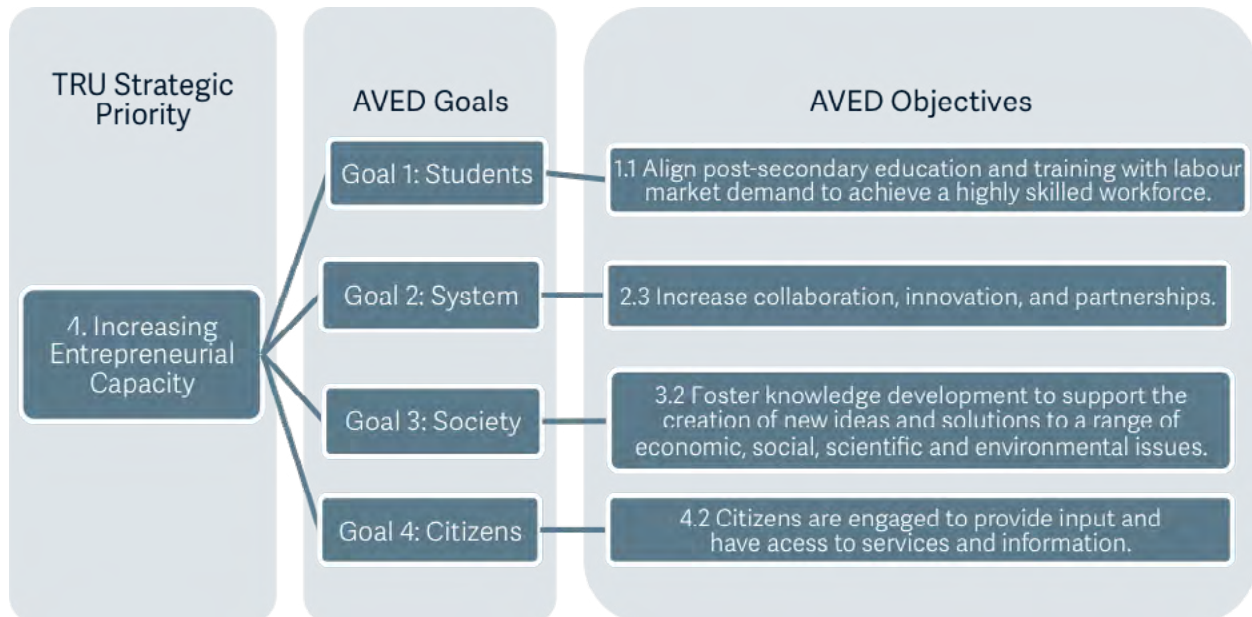 TRU Strategic
Priority
AVED Goals
AVED Objectives
4. Increasing
Entrepreneurial
Capacity
Goal 1: Students
1.1 Align post-secondary education and training with labour
market demand to achieve a highly skilled workforce.
Goal 2: System
2.3 Increase collaboration, innovation, and partnerships.
Goal 3: Society
3.2 Foster knowledge development to support the
creation of new ideas and solutions to a range of
economic, social, scientific and environmental issues.
Goal 4: Citizens
4.2 Citizens are engaged to provide input and
have acess to services and information.